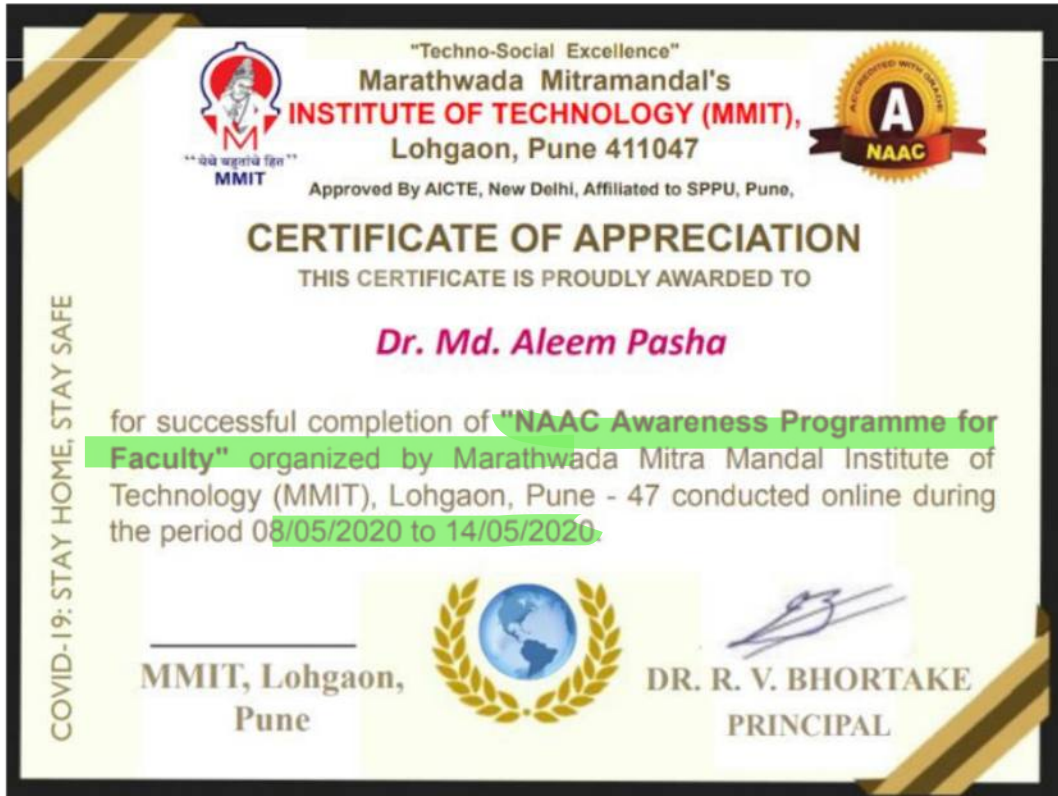 "Techno-Social Excellence"
Marathwada Mitramandal's
INSTITUTE OF TECHNOLOGY (MMIT),
Lohgaon, Pune 411047
Approved By AICTE, New Delhi, Affiliated to SPPU, Pune,
"येथे बहुतांचे हित"
MMIT
ACCREDITED WITH GRADE
A
NAAC
CERTIFICATE OF APPRECIATION
THIS CERTIFICATE IS PROUDLY AWARDED TO
Dr. Md. Aleem Pasha
for successful completion of "NAAC Awareness Programme for
Faculty" organized by Marathwada Mitra Mandal Institute of
Technology (MMIT), Lohgaon, Pune - 47 conducted online during
the period 08/05/2020 to 14/05/2020.
COVID-19: STAY HOME, STAY SAFE
MMIT, Lohgaon,
Pune
DR. R. V. BHORTAKE
PRINCIPAL